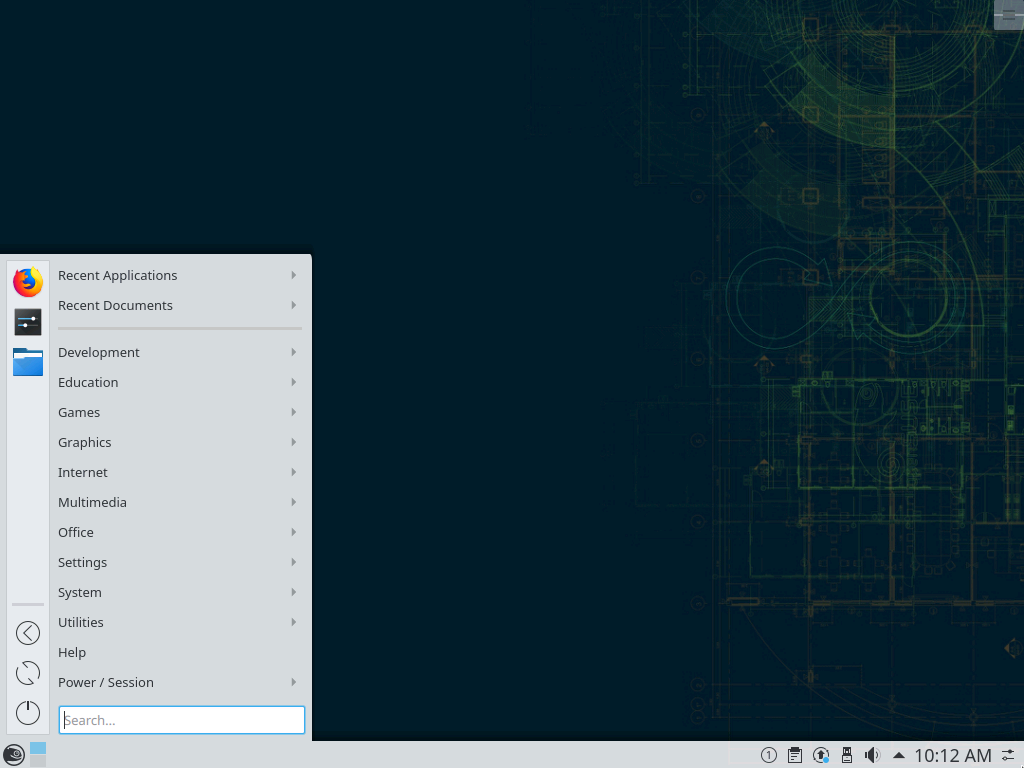 Recent Applications
Recent Documents
Development
Education
Games
Graphics
Internet
Multimedia
Office
Settings
System
Utilities
Help
Power / Session
Search...
1
10:12 AM